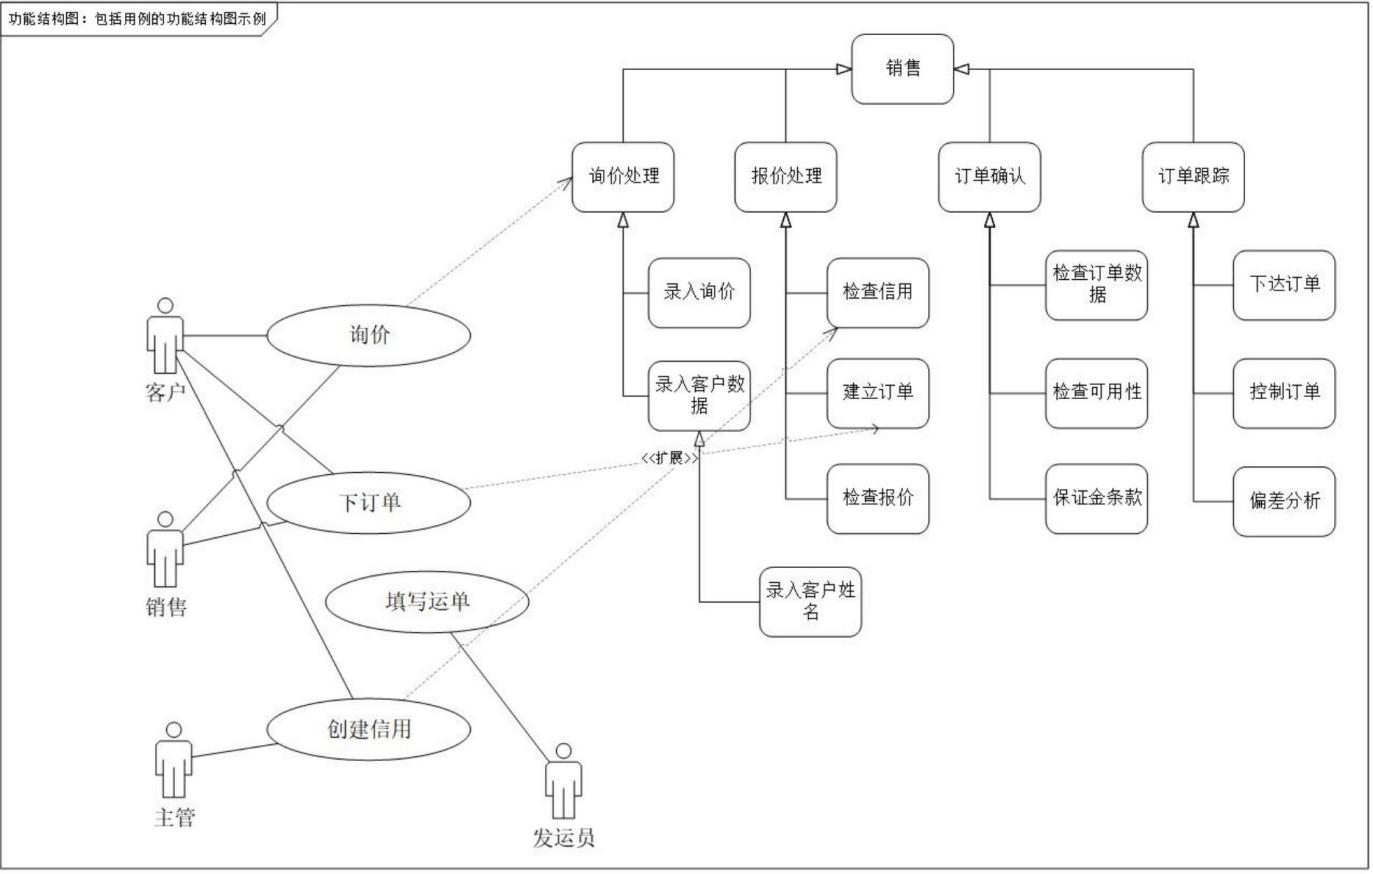 功能结构图：包括用例的功能结构图示例
销售
询价处理
报价处理
订单确认
订单跟踪
录入询价
检查信用
检查订单数
据
下达订单
询价
客户
录入客户数
据
建立订单
检查可用性
控制订单
<<扩展>>
下订单
检查报价
保证金条款
偏差分析
销售
填写运单
录入客户姓
名
创建信用
主管
发运员